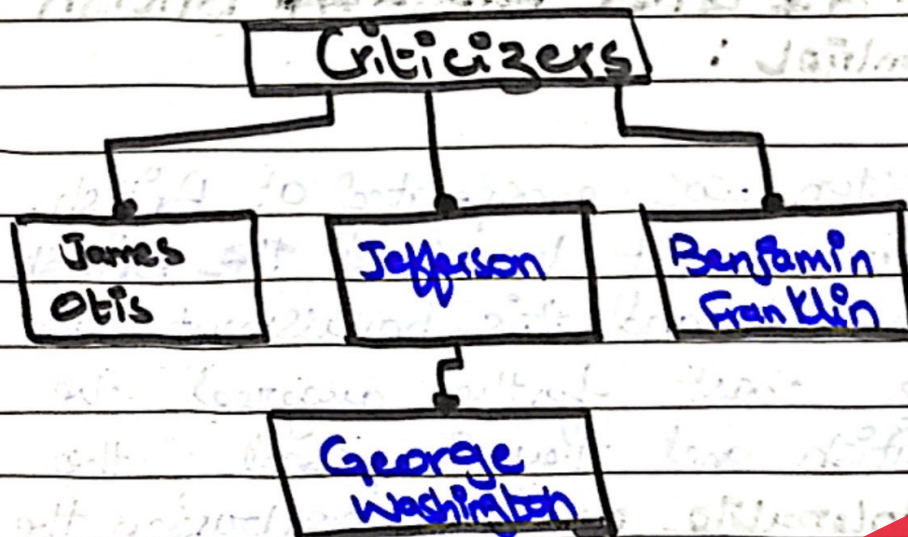 Criticizers
James
Otis
Jefferson
Benjamin
Franklin
George
Washington